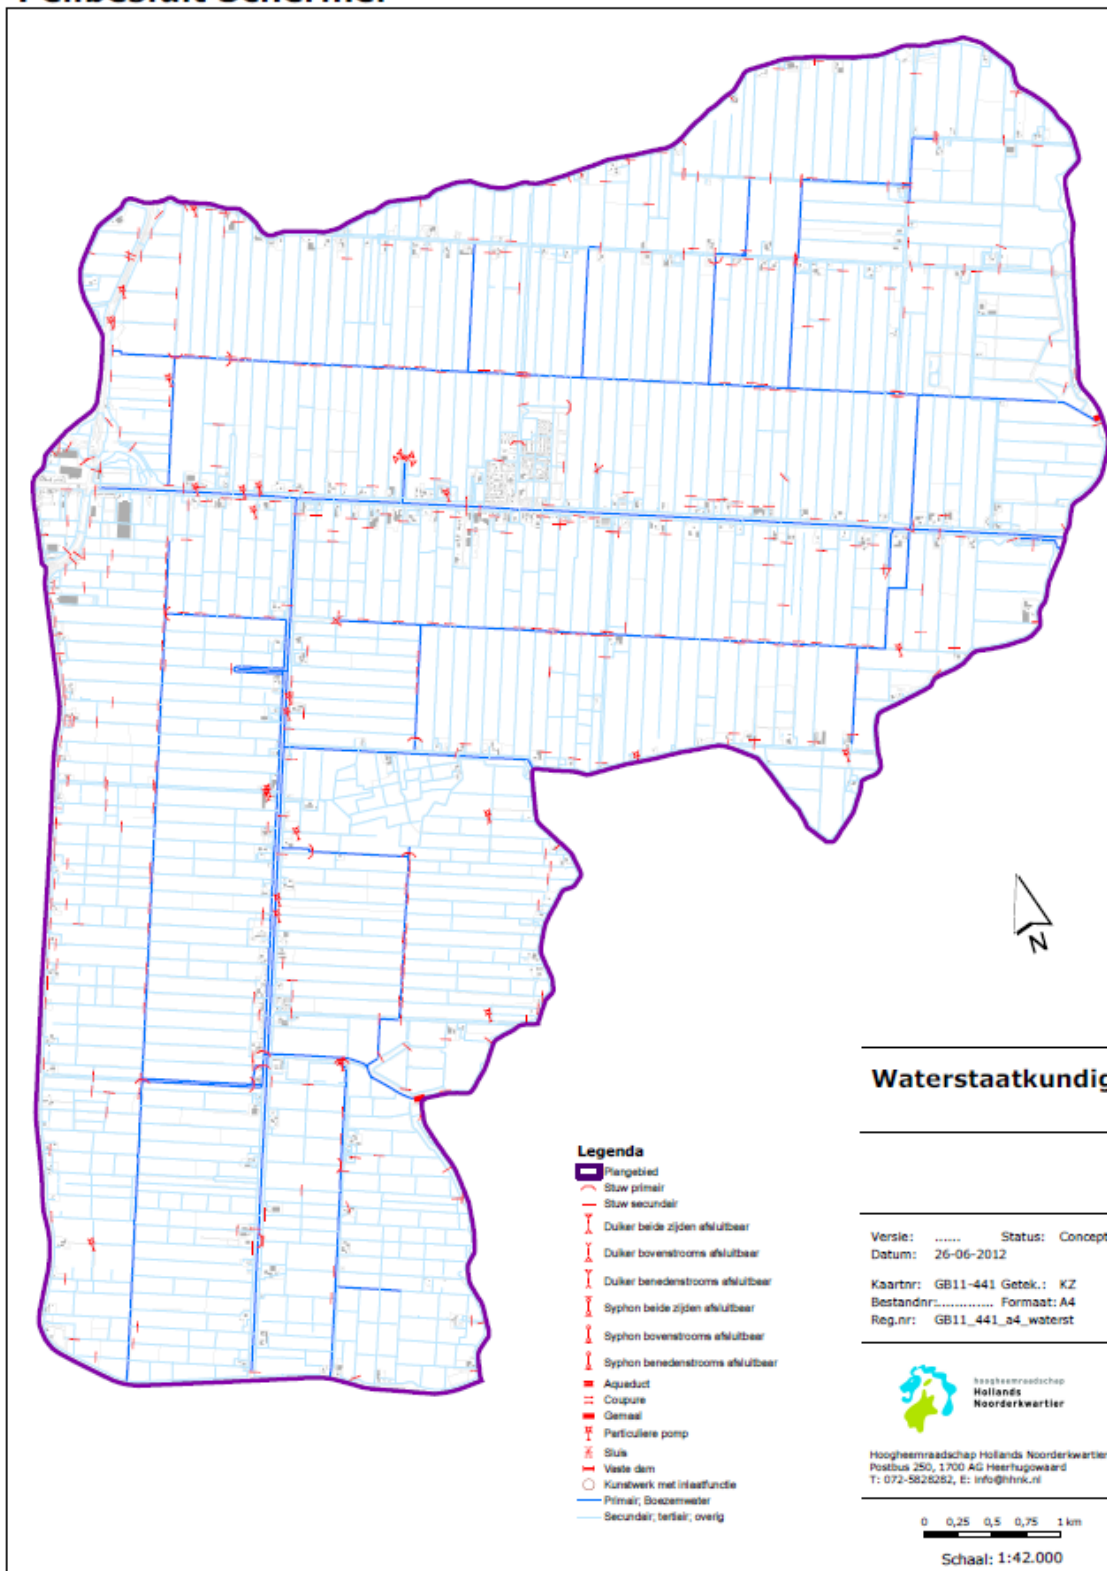 Peilbesluit Schermer
N
Waterstaatkundig
Legenda
Plangebied
Stuw primair
Stuw secundair
Duiker beide zijden afsluitbaar
Duiker bovenstrooms afsluitbaar
Duiker benedenstrooms afsluitbaar
Syphon beide zijden afsluitbaar
Syphon bovenstrooms afsluitbaar
Syphon benedenstrooms afsluitbaar
Aquaduct
Coupure
Gemaal
Particuliere pomp
Sluis
Vaste dam
Kunstwerk met inlaatfunctie
Primair; Boezemwater
Secundair; tertiair; overig
Versie: ...... Status: Concept
Datum: 26-06-2012
Kaartnr: GB11-441 Getek.: KZ
Bestandnr:............. Formaat: A4
Reg.nr: GB11_441_a4_waterst
hoogheemraadschap
Hollands
Noorderkwartier
Hoogheemraadschap Hollands Noorderkwartier
Postbus 250, 1700 AG Heerhugowaard
T: 072-5828282, E: info@hhnk.nl
0 0,25 0,5 0,75 1 km
Schaal: 1:42.000